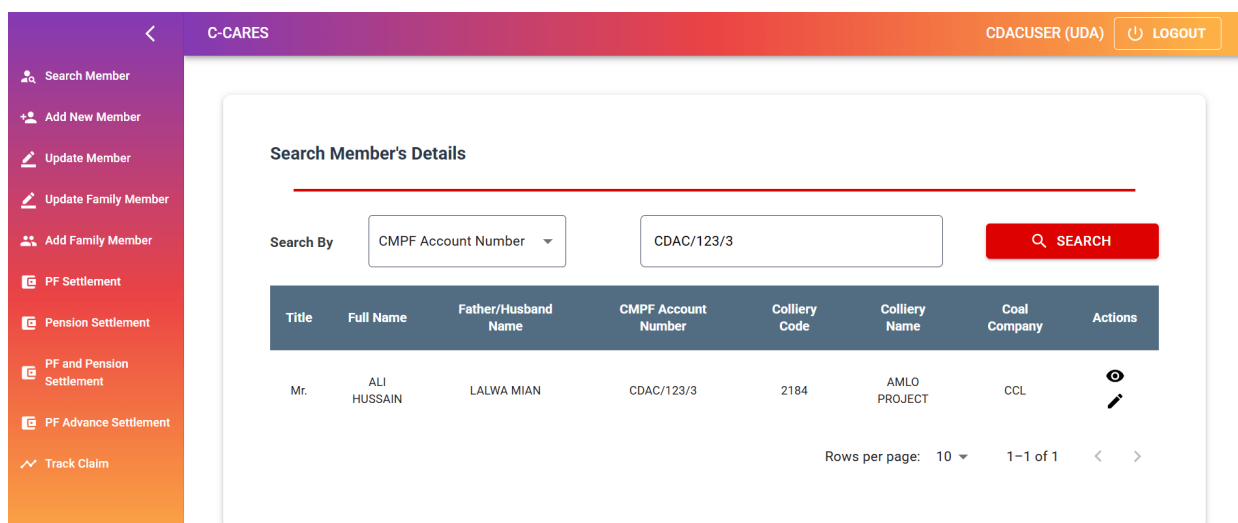 C-CARES
CDACUSER (UDA)
LOGOUT
Search Member
Add New Member
Update Member
Update Family Member
Add Family Member
PF Settlement
Pension Settlement
PF and Pension
Settlement
PF Advance Settlement
Track Claim
Search Member's Details
Search By
CMPF Account Number
CDAC/123/3
SEARCH
Title
Full Name
Father/Husband
Name
CMPF Account
Number
Colliery
Code
Colliery
Name
Coal
Company
Actions
Mr.
ALI
HUSSAIN
LALWA MIAN
CDAC/123/3
2184
AMLO
PROJECT
CCL
Rows per page: 10
1–1 of 1